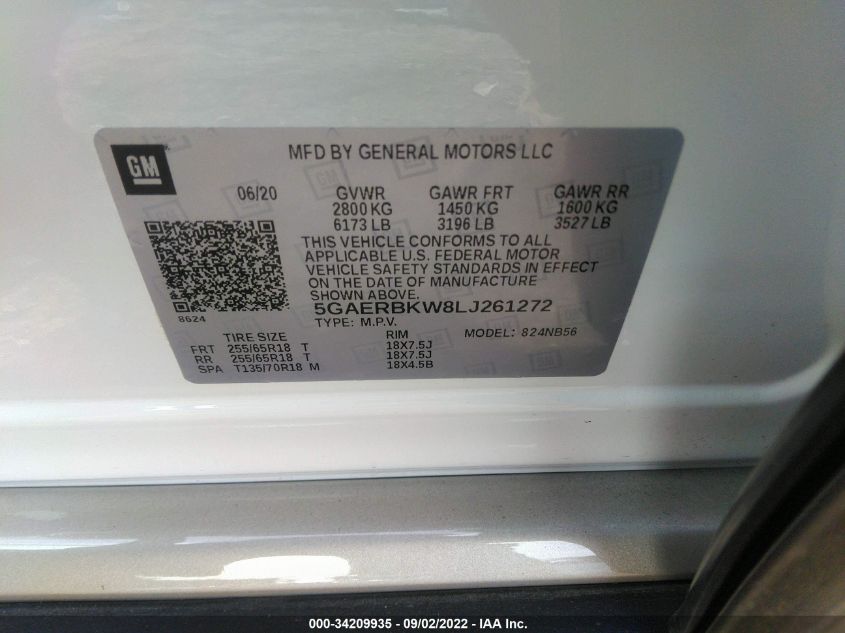 GM
MFD BY GENERAL MOTORS LLC
06/20 GVWR GAWR FRT GAWR RR
2800 KG 1450 KG 1600 KG
6173 LB 3196 LB 3527 LB
THIS VEHICLE CONFORMS TO ALL
APPLICABLE U.S. FEDERAL MOTOR
VEHICLE SAFETY STANDARDS IN EFFECT
ON THE DATE OF MANUFACTURE
SHOWN ABOVE.
8624
5GAERBKW8LJ261272
TYPE: M.P.V. MODEL: 824NB56
TIRE SIZE RIM
FRT 255/65R18 T 18X7.5J
RR 255/65R18 T 18X7.5J
SPA T135/70R18 M 18X4.5B
000-34209935 - 09/02/2022 - IAA Inc.